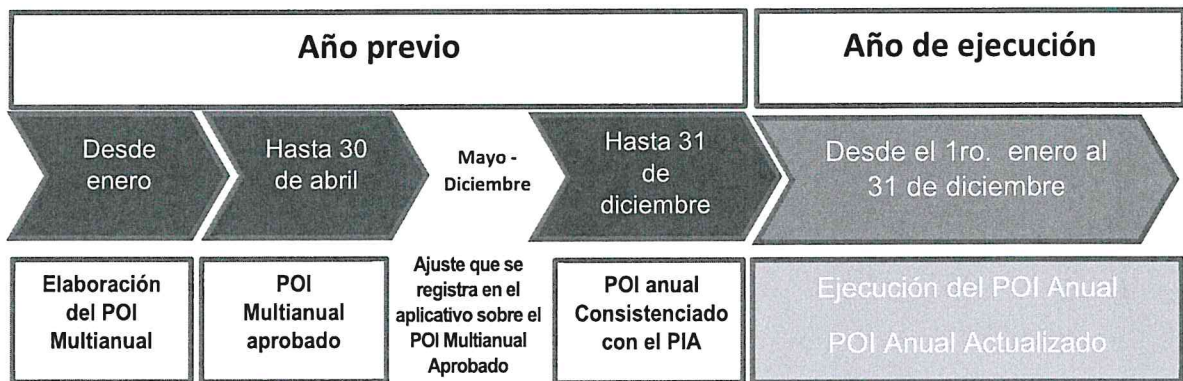 Año previo
Año de ejecución
Desde
enero
Hasta 30
de abril
Mayo -
Diciembre
Hasta 31
de
diciembre
Desde el 1ro. enero al
31 de diciembre
Elaboración
del POI
Multianual
POI
Multianual
aprobado
Ajuste que se
registra en el
aplicativo sobre el
POI Multianual
Aprobado
POI anual
Consistenciado
con el PIA
Ejecución del POI Anual
POI Anual Actualizado